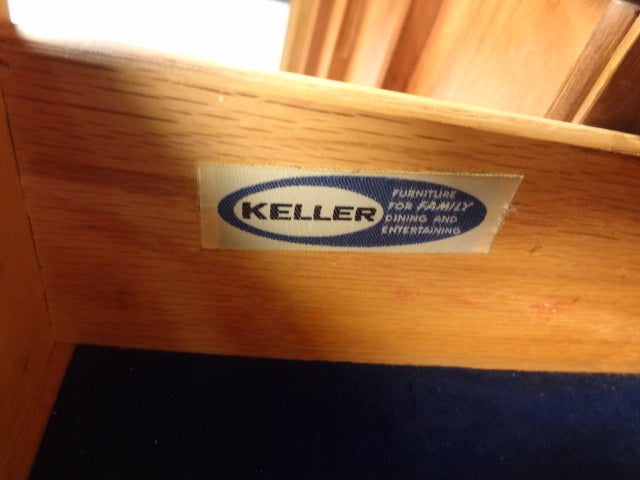 KELLER
FURNITURE
FOR FAMILY
DINING AND
ENTERTAINING